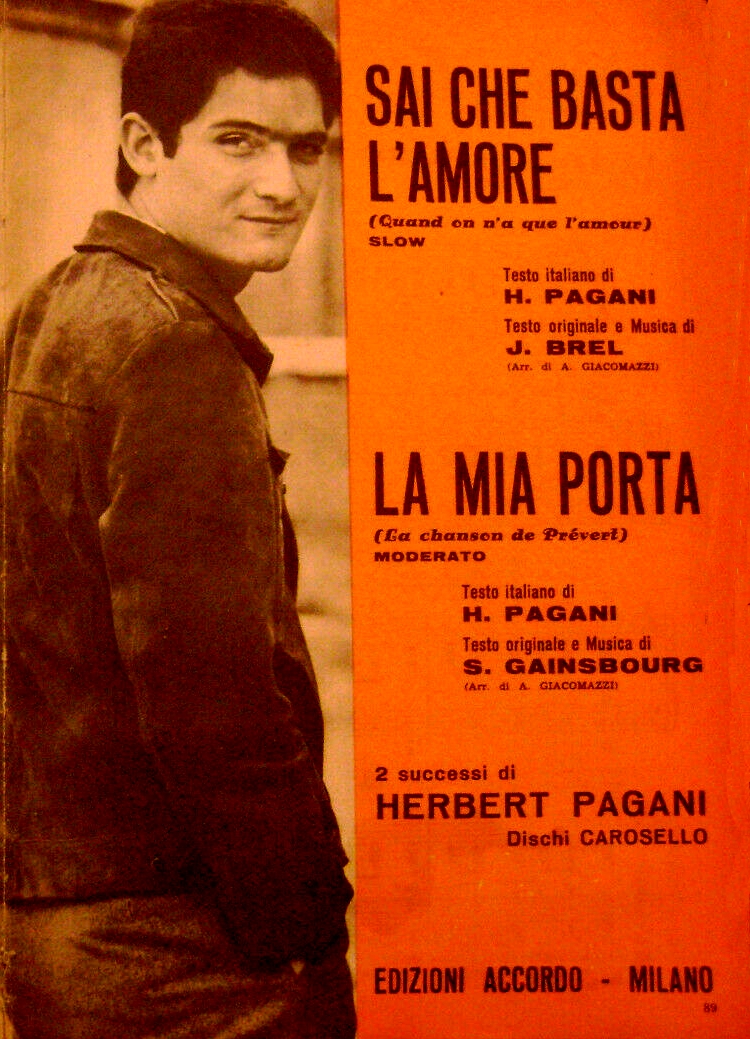 SAI CHE BASTA
L'AMORE
(Quand on n'a que l'amour)
SLOW
Testo italiano di
H. PAGANI
Testo originale e Musica di
J. BREL
(Arr. di A. GIACOMAZZI)
LA MIA PORTA
(La chanson de Prévert)
MODERATO
Testo italiano di
H. PAGANI
Testo originale e Musica di
S. GAINSBOURG
(Arr. di A. GIACOMAZZI)
2 successi di
HERBERT PAGANI
Dischi CAROSELLO
EDIZIONI ACCORDO - MILANO
89